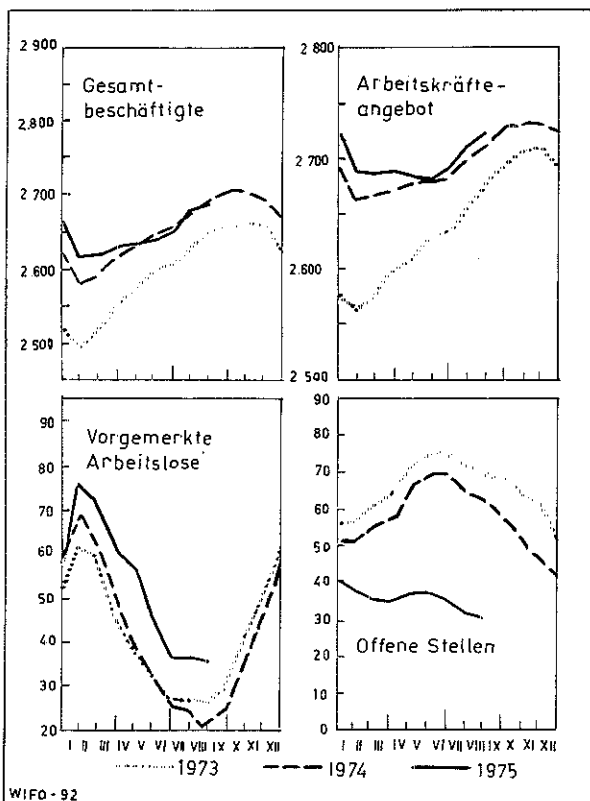 2 900
2,800
2 700
2,600
2 500
Gesamt-
beschäftigte
2 800
2 700
2,600
2 500
Arbeitskräfte-
angebot
90
80
70
60
50
40
30
20
Vorgemerkte
Arbeitslose
I II III IV V VI VII VIII IX X XI XII
90
80
70
60
50
40
30
20
10
0
Offene Stellen
I II III IV V VI VII VIII IX X XI XII
1973 1974 1975
WIFO-92